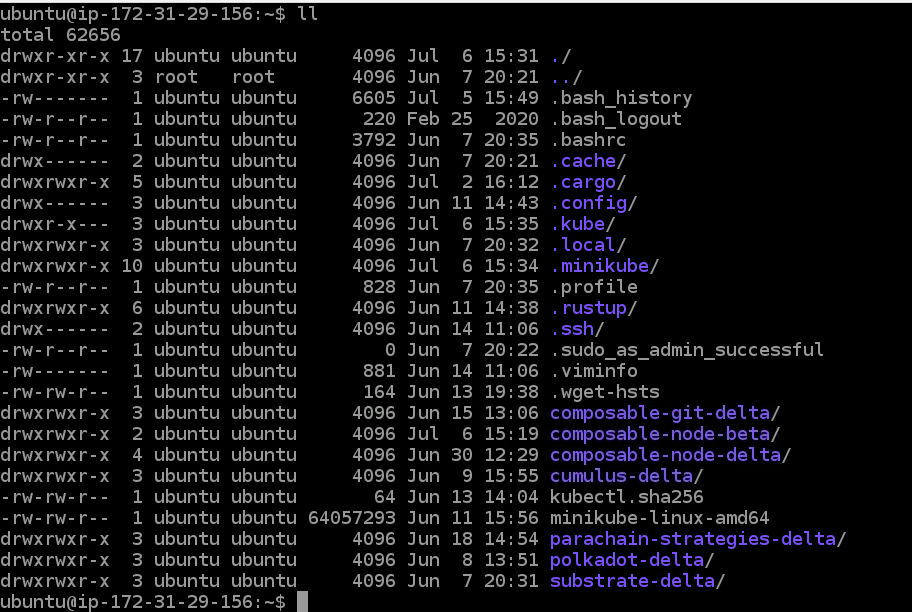 ubuntu@ip-172-31-29-156:~$ ll
total 62656
drwxr-xr-x 17 ubuntu ubuntu     4096 Jul  6 15:31 ./
drwxr-xr-x  3 root   root       4096 Jun  7 20:21 ../
-rw-------  1 ubuntu ubuntu     6605 Jul  5 15:49 .bash_history
-rw-r--r--  1 ubuntu ubuntu      220 Feb 25  2020 .bash_logout
-rw-r--r--  1 ubuntu ubuntu     3792 Jun  7 20:35 .bashrc
drwx------  2 ubuntu ubuntu     4096 Jun  7 20:21 .cache/
drwxrwxr-x  5 ubuntu ubuntu     4096 Jul  2 16:12 .cargo/
drwx------  3 ubuntu ubuntu     4096 Jun 11 14:43 .config/
drwxr-x---  3 ubuntu ubuntu     4096 Jul  6 15:35 .kube/
drwxrwxr-x  3 ubuntu ubuntu     4096 Jun  7 20:32 .local/
drwxrwxr-x 10 ubuntu ubuntu     4096 Jul  6 15:34 .minikube/
-rw-r--r--  1 ubuntu ubuntu      828 Jun  7 20:35 .profile
drwxrwxr-x  6 ubuntu ubuntu     4096 Jun 11 14:38 .rustup/
drwx------  2 ubuntu ubuntu     4096 Jun 14 11:06 .ssh/
-rw-r--r--  1 ubuntu ubuntu        0 Jun  7 20:22 .sudo_as_admin_successful
-rw-------  1 ubuntu ubuntu      881 Jun 14 11:06 .viminfo
-rw-rw-r--  1 ubuntu ubuntu      164 Jun 13 19:38 .wget-hsts
drwxrwxr-x  3 ubuntu ubuntu     4096 Jun 15 13:06 composable-git-delta/
drwxrwxr-x  2 ubuntu ubuntu     4096 Jul  6 15:19 composable-node-beta/
drwxrwxr-x  4 ubuntu ubuntu     4096 Jun 30 12:29 composable-node-delta/
drwxrwxr-x  3 ubuntu ubuntu     4096 Jun  9 15:55 cumulus-delta/
-rw-rw-r--  1 ubuntu ubuntu       64 Jun 13 14:04 kubectl.sha256
-rw-rw-r--  1 ubuntu ubuntu 64057293 Jun 11 15:56 minikube-linux-amd64
drwxrwxr-x  3 ubuntu ubuntu     4096 Jun 18 14:54 parachain-strategies-delta/
drwxrwxr-x  3 ubuntu ubuntu     4096 Jun  8 13:51 polkadot-delta/
drwxrwxr-x  3 ubuntu ubuntu     4096 Jun  7 20:31 substrate-delta/
ubuntu@ip-172-31-29-156:~$